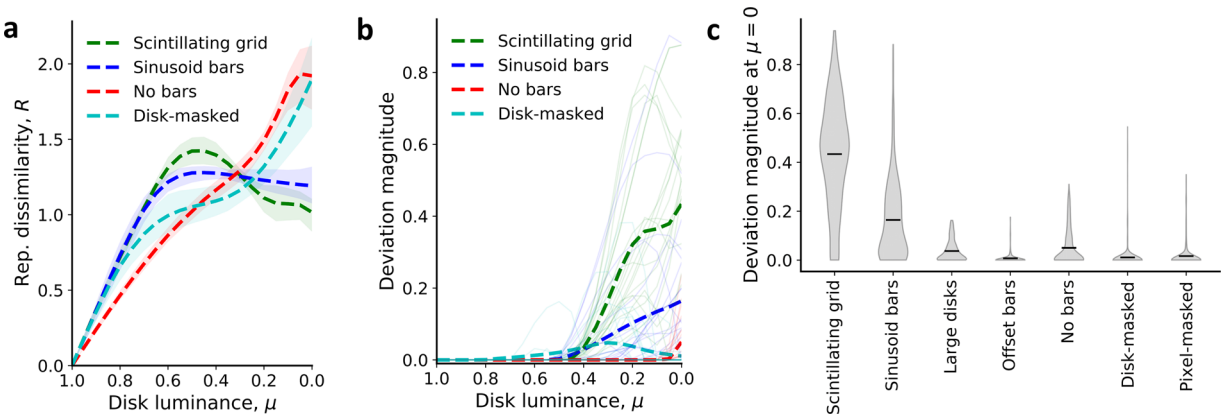 a
Rep. dissimilarity, R
2.0
1.5
1.0
0.5
0.0
Scintillating grid
Sinusoid bars
No bars
Disk-masked
1.0 0.8 0.6 0.4 0.2 0.0
Disk luminance, μ
b
Deviation magnitude
0.8
0.6
0.4
0.2
0.0
Scintillating grid
Sinusoid bars
No bars
Disk-masked
1.0 0.8 0.6 0.4 0.2 0.0
Disk luminance, μ
c
Deviation magnitude at μ = 0
0.8
0.6
0.4
0.2
0.0
Scintillating grid
Sinusoid bars
Large disks
Offset bars
No bars
Disk-masked
Pixel-masked